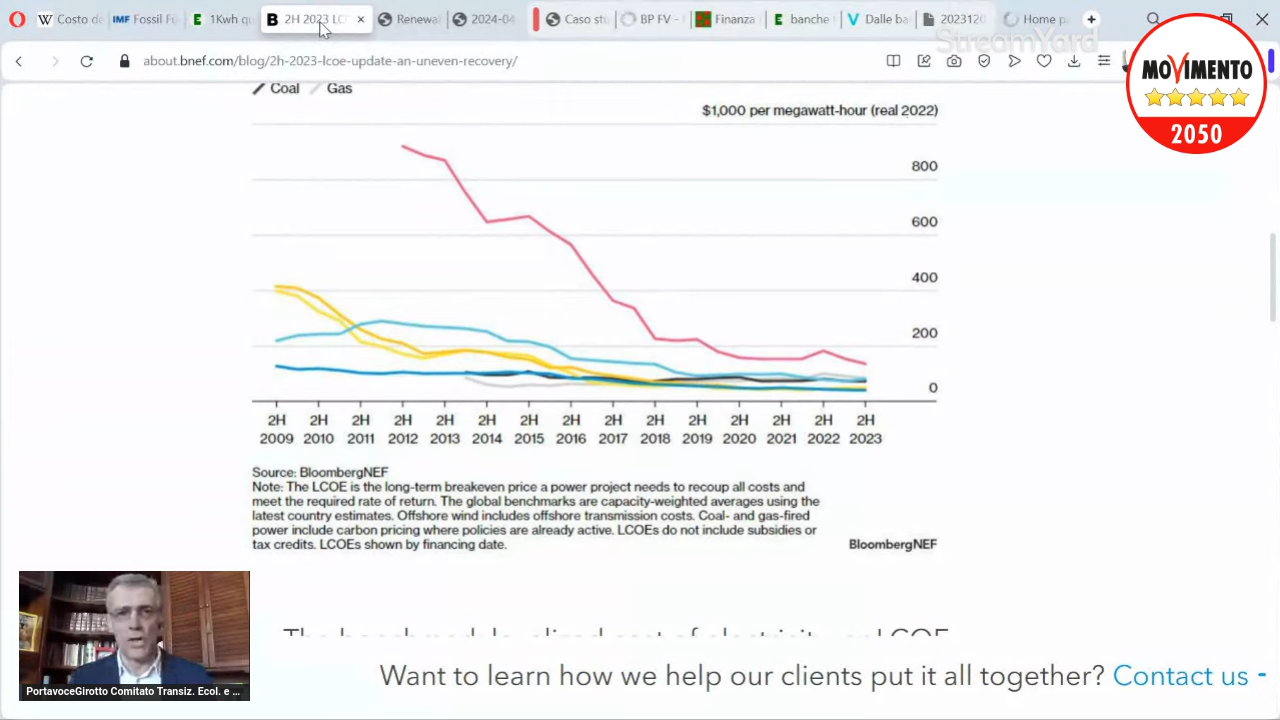 Costo de
IMF Fossil Fu
1Kwh qu
2H 2023 LC
Renewal
2024-04
Caso stu
BP FV -
Finanza
banche
Dalle ba
2023120
Home p
StreamYard
about.bnef.com/blog/2h-2023-lcoe-update-an-uneven-recovery/
MOVIMENTO
2050
Coal Gas
$1,000 per megawatt-hour (real 2022)
800
600
400
200
0
2H 2H 2H 2H 2H 2H 2H 2H 2H 2H 2H 2H 2H 2H 2H
2009 2010 2011 2012 2013 2014 2015 2016 2017 2018 2019 2020 2021 2022 2023
Source: BloombergNEF
Note: The LCOE is the long-term breakeven price a power project needs to recoup all costs and
meet the required rate of return. The global benchmarks are capacity-weighted averages using the
latest country estimates. Offshore wind includes offshore transmission costs. Coal- and gas-fired
power include carbon pricing where policies are already active. LCOEs do not include subsidies or
tax credits. LCOEs shown by financing date.
BloombergNEF
Want to learn how we help our clients put it all together? Contact us -
PortavoceGirotto Comitato Transiz. Ecol. e ...